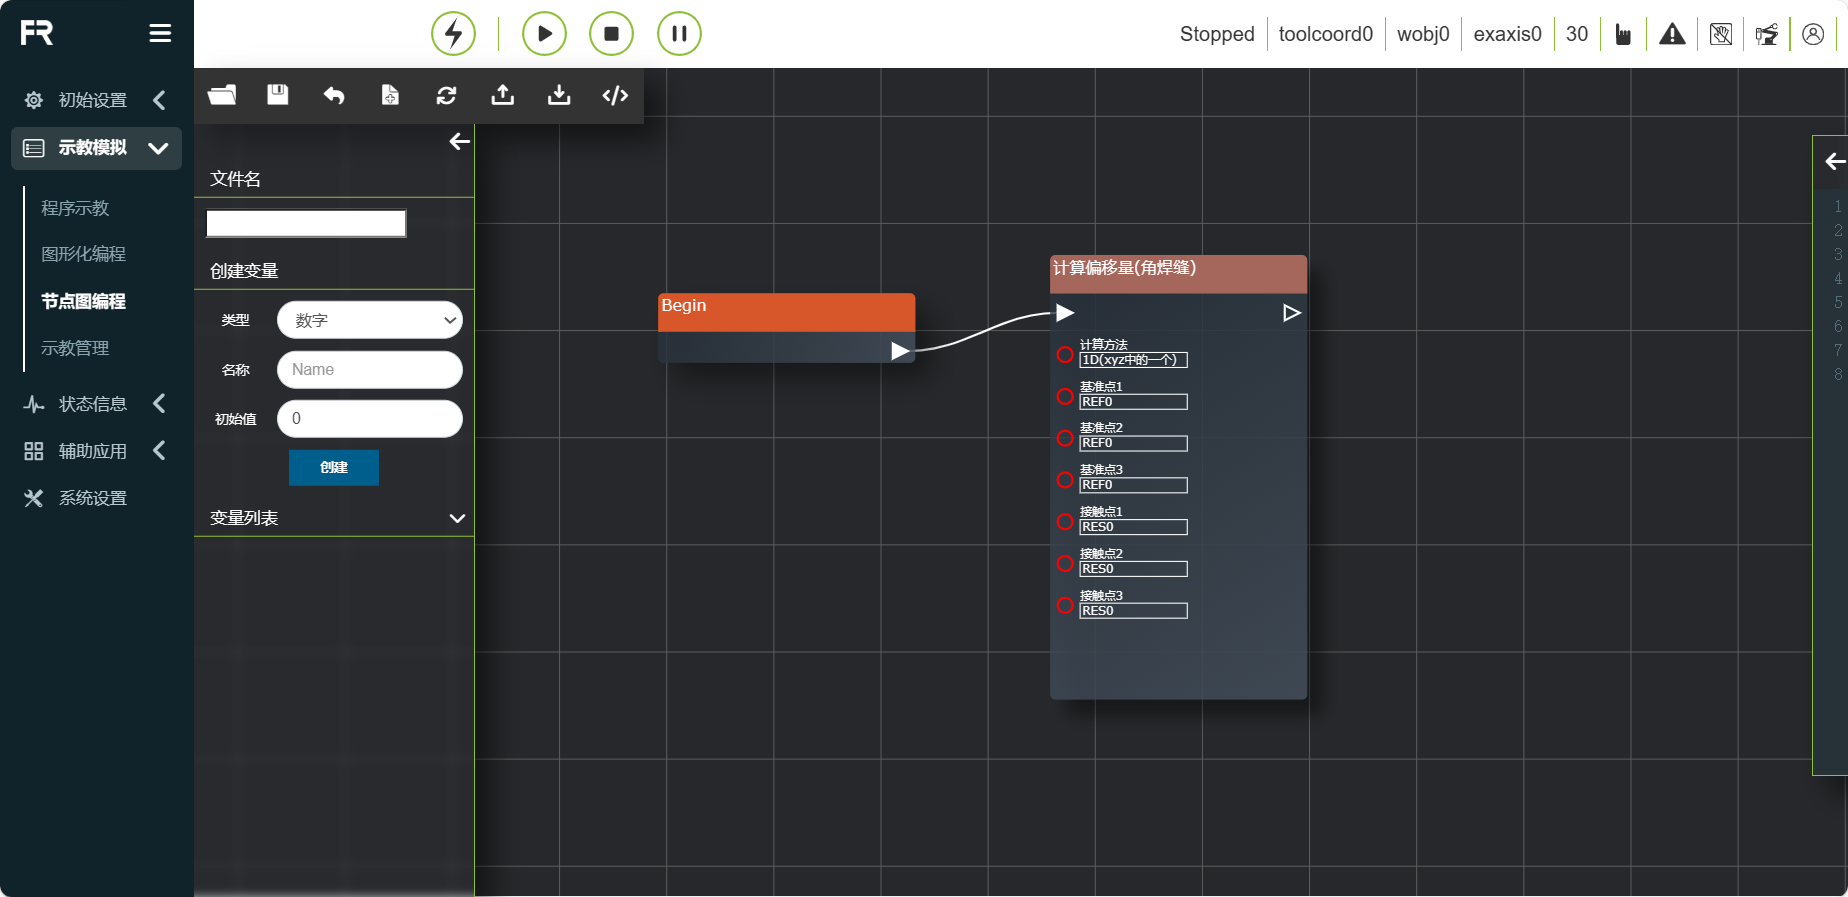 FR
Stopped
toolcoord0
wobj0
exaxis0
30
初始设置
示教模拟
程序示教
图形化编程
节点图编程
示教管理
状态信息
辅助应用
系统设置
文件名
创建变量
类型
数字
名称
Name
初始值
0
创建
变量列表
Begin
计算偏移量(角焊缝)
计算方法
1D(xyz中的一个)
基准点1
REF0
基准点2
REF0
基准点3
REF0
接触点1
RES0
接触点2
RES0
接触点3
RES0
1
2
3
4
5
6
7
8